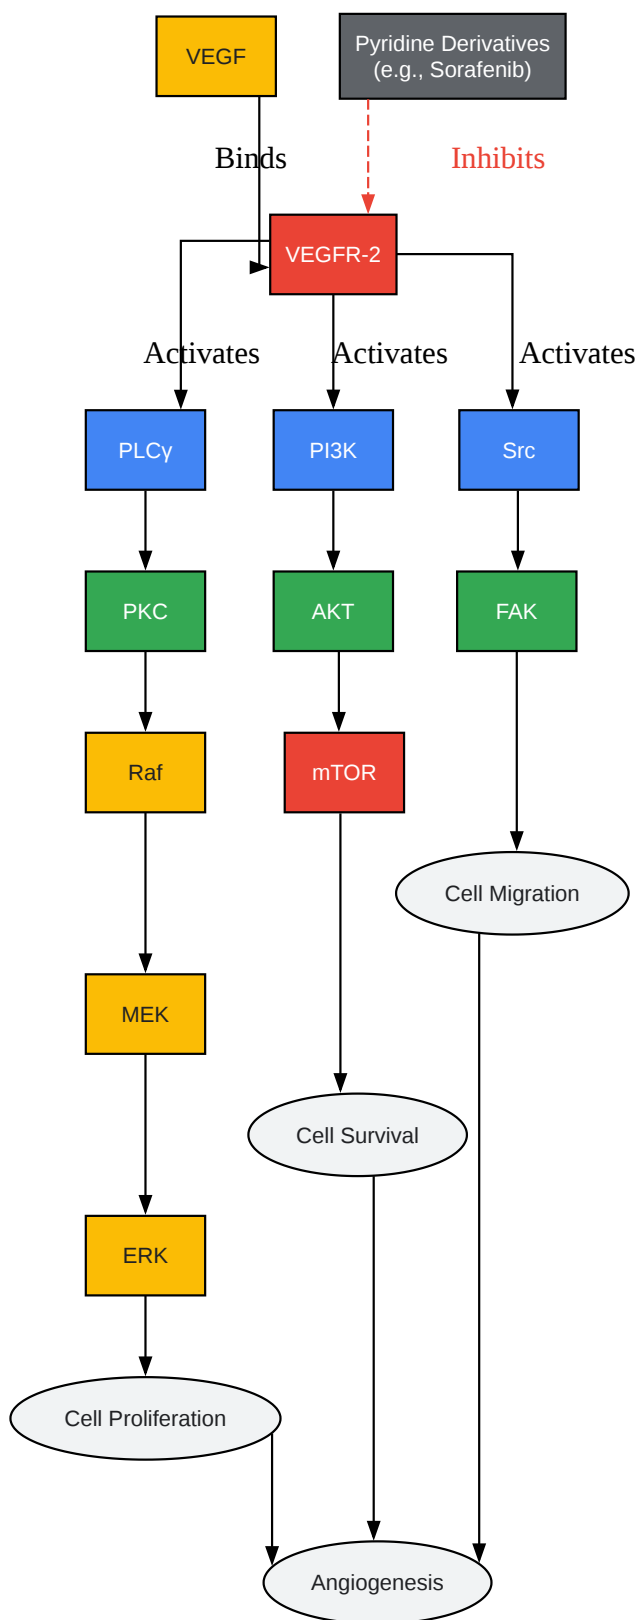 VEGF
Pyridine Derivatives
(e.g., Sorafenib)
Binds
Inhibits
VEGFR-2
Activates
Activates
Activates
PLCγ
PI3K
Src
PKC
AKT
FAK
Raf
mTOR
Cell Migration
MEK
Cell Survival
ERK
Cell Proliferation
Angiogenesis